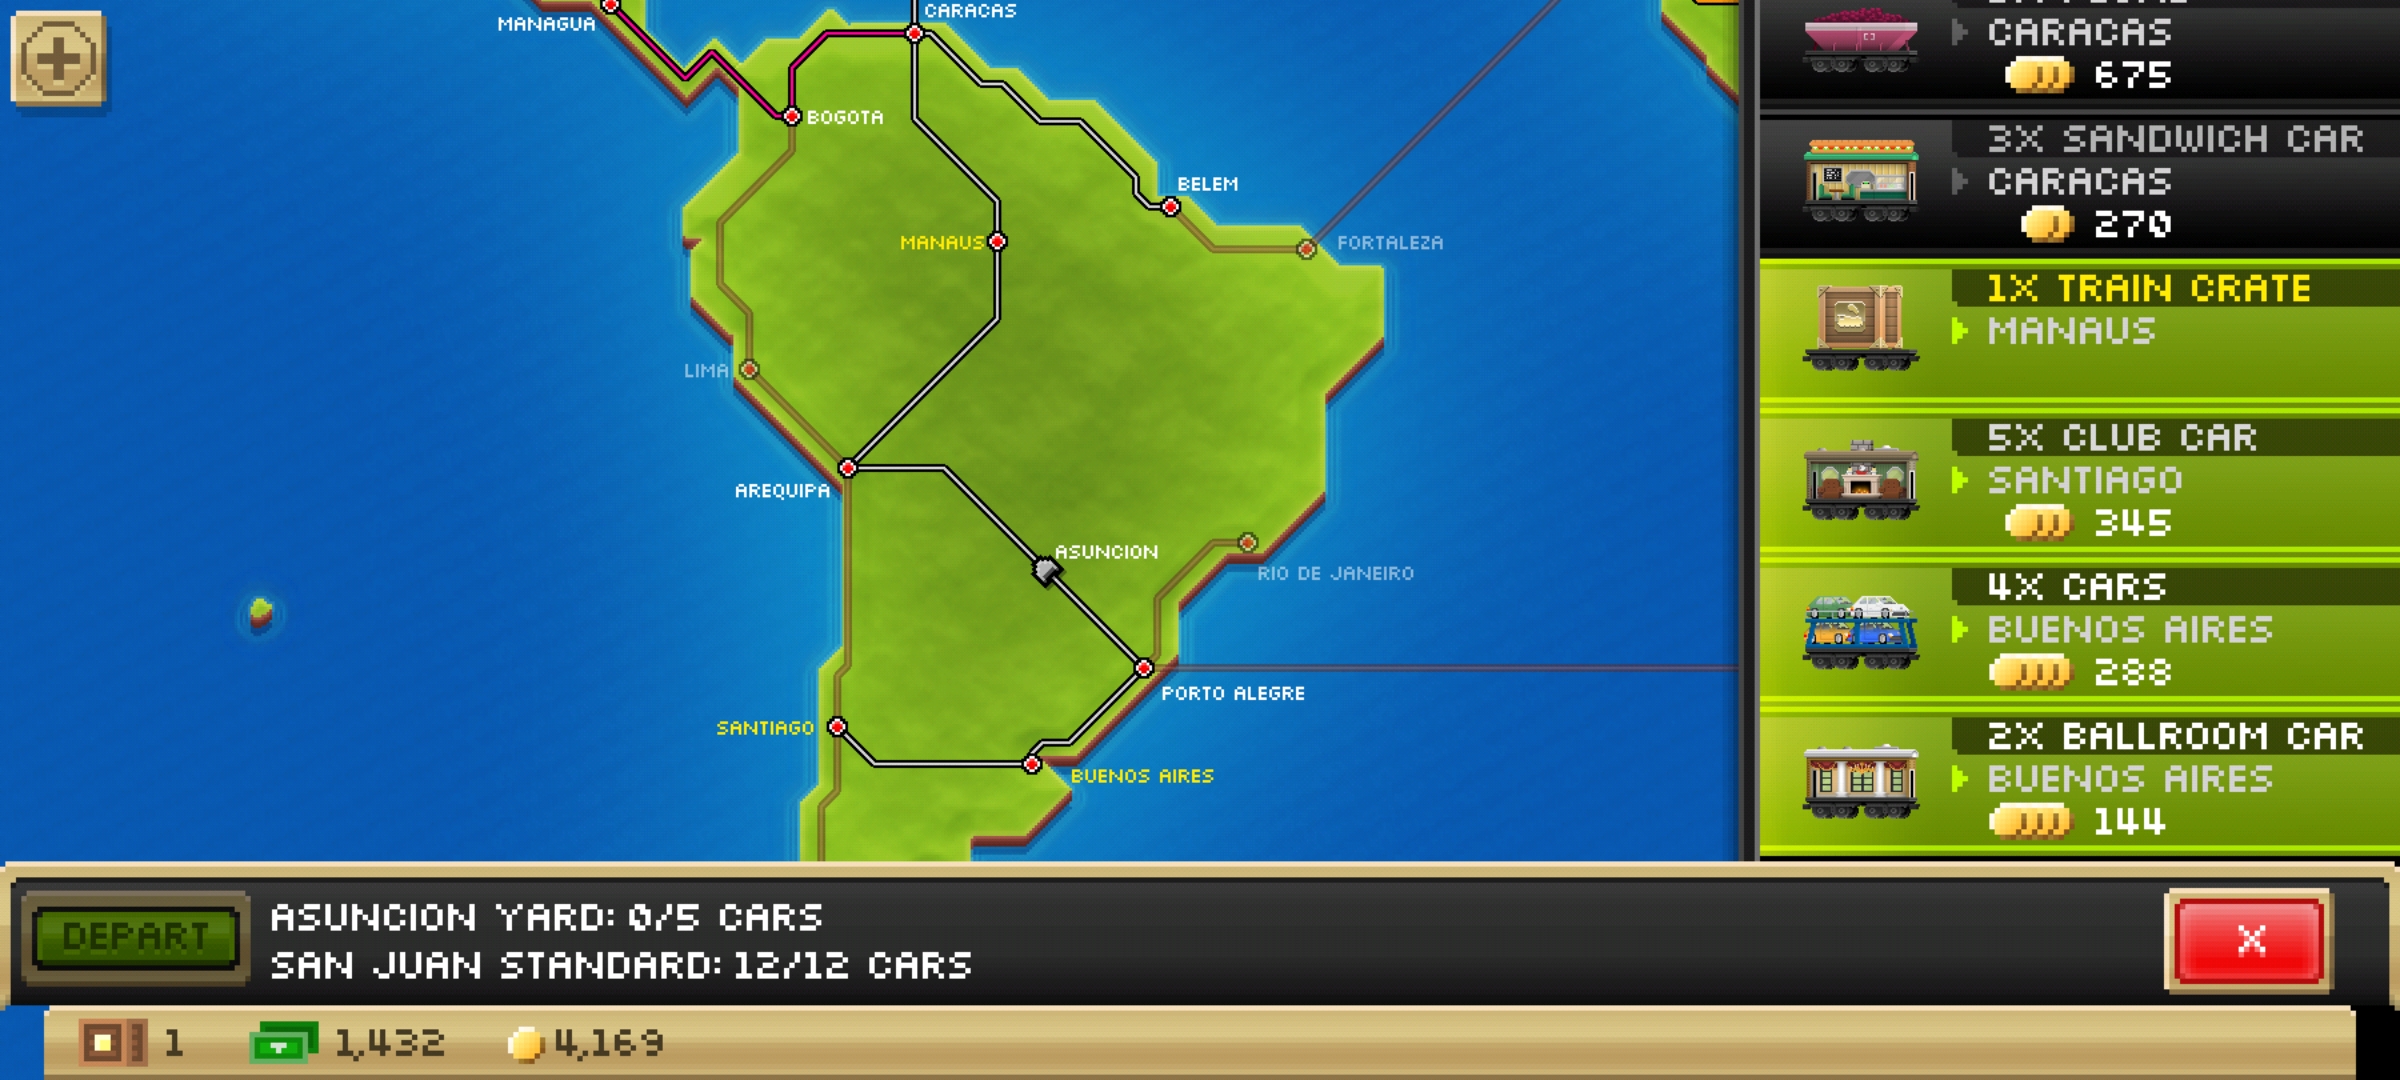 MANAGUA
CARACAS
BOGOTA
BELEM
MANAUS
FORTALEZA
LIMA
AREQUIPA
ASUNCION
RIO DE JANEIRO
PORTO ALEGRE
SANTIAGO
BUENOS AIRES
CARACAS
675
3X SANDWICH CAR
CARACAS
270
1X TRAIN CRATE
MANAUS
5X CLUB CAR
SANTIAGO
345
4X CARS
BUENOS AIRES
288
2X BALLROOM CAR
BUENOS AIRES
144
DEPART
ASUNCION YARD: 0/5 CARS
SAN JUAN STANDARD: 12/12 CARS
X
1
1,432
4,169